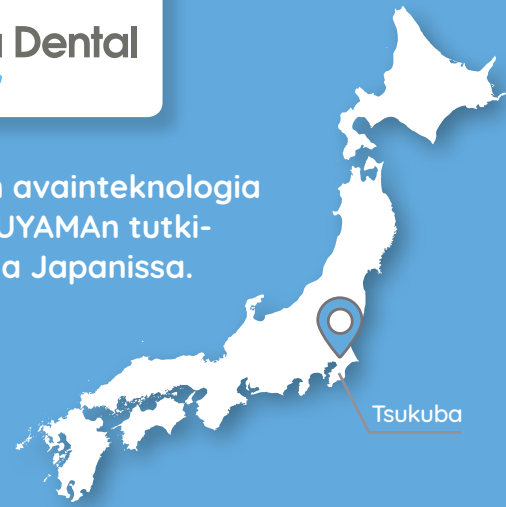 a Dental
n avainteknologia
UYAMAn tutki-
a Japanissa.
Tsukuba